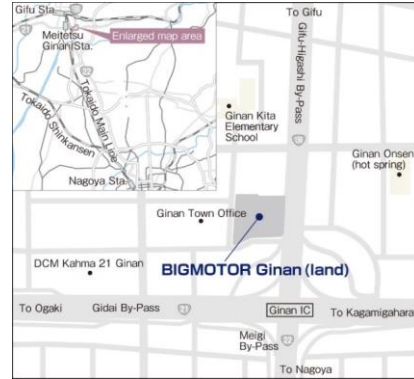 Gifu Sta.
Meitetsu
Ginan Sta.
Enlarged map area
Tokaido Main Line
Tokaido Shinkansen
Nagoya Sta.
To Gifu
Gifu-Higashi By-Pass
Ginan Kita
Elementary
School
Ginan Onsen
(hot spring)
Ginan Town Office
BIGMOTOR Ginan (land)
DCM Kahma 21 Ginan
To Ogaki
Gidai By-Pass
21
Ginan IC
To Kagamigahara
Meigi
By-Pass
22
To Nagoya